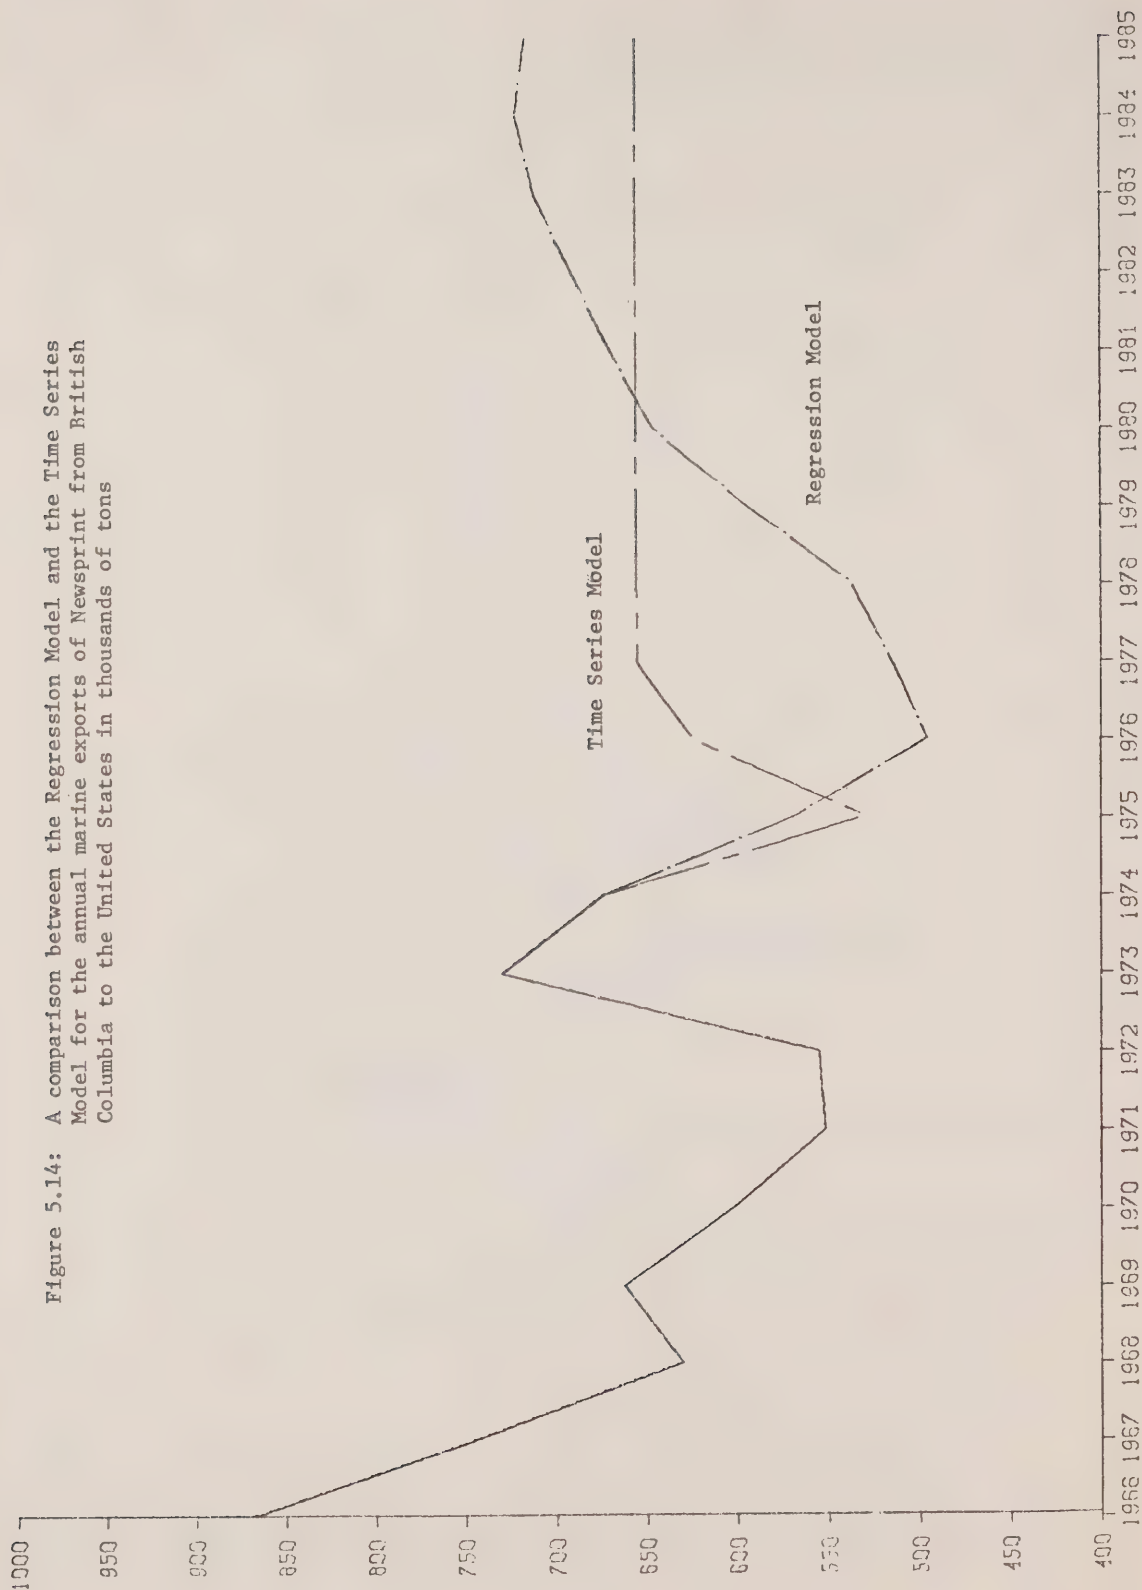 Figure 5.14: A comparison between the Regression Model and the Time Series
Model for the annual marine exports of Newsprint from British
Columbia to the United States in thousands of tons
1000
950
900
850
800
750
700
650
600
550
500
450
400
Time Series Model
Regression Model
1966 1967 1968 1969 1970 1971 1972 1973 1974 1975 1976 1977 1978 1979 1980 1981 1982 1983 1984 1985